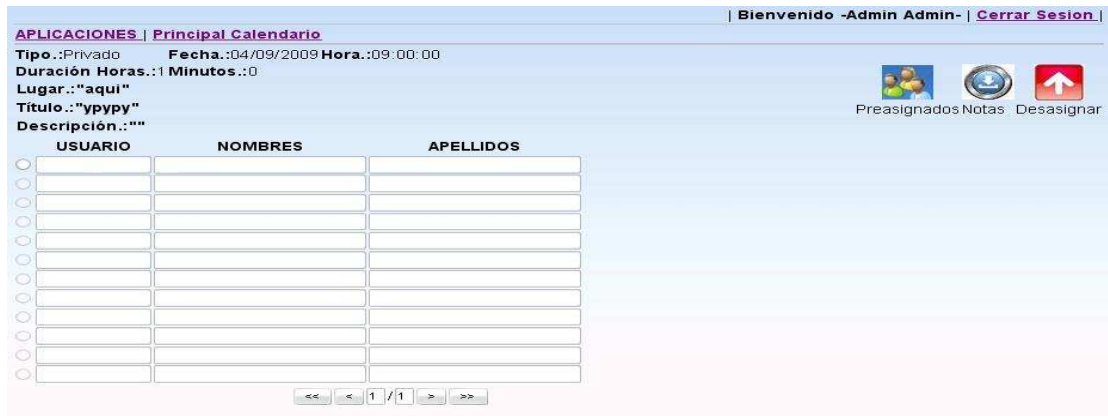 | Bienvenido -Admin Admin- | Cerrar Sesion |
APLICACIONES | Principal Calendario
Tipo.:Privado Fecha.:04/09/2009 Hora.:09:00:00
Duración Horas.:1 Minutos.:0
Lugar.:"aqui"
Título.:"ypypy"
Descripción.:""
Preasignados Notas Desasignar
USUARIO NOMBRES APELLIDOS
<< < 1 / 1 > >>